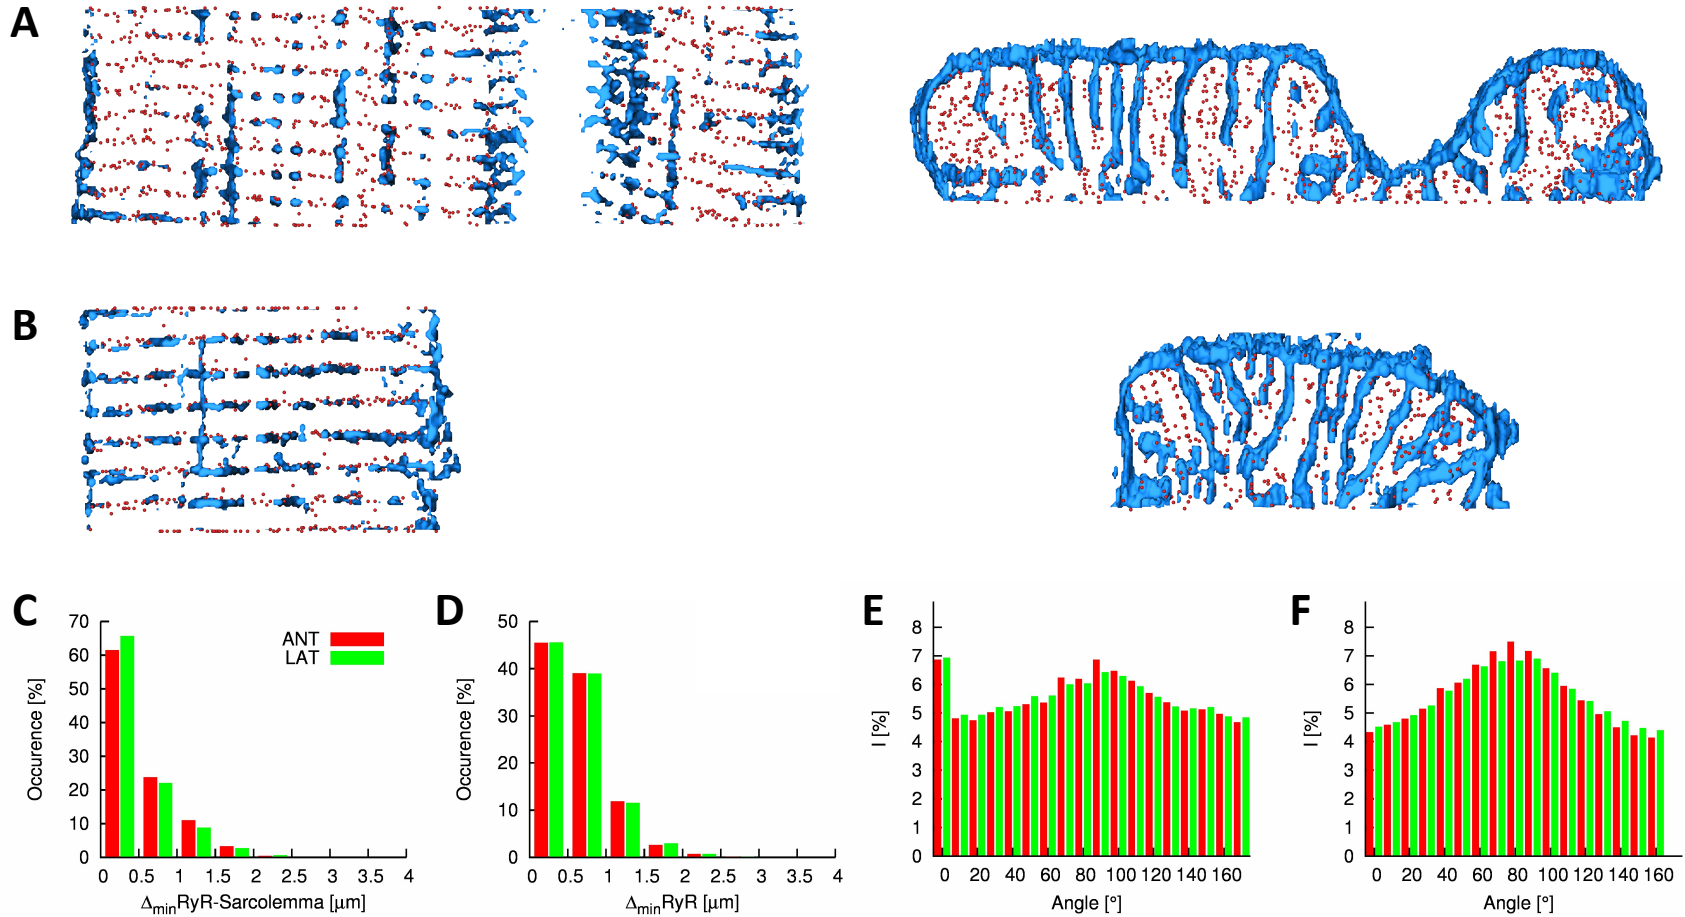 A
B
C
70
60
50
40
30
20
10
0
Occurence [%]
ANT
LAT
0 0.5 1 1.5 2 2.5 3 3.5 4
ΔminRyR-Sarcolemma [μm]
D
50
40
30
20
10
0
Occurence [%]
0 0.5 1 1.5 2 2.5 3 3.5 4
ΔminRyR [μm]
E
8
7
6
5
4
3
2
1
0
I [%]
0 20 40 60 80 100 120 140 160
Angle [°]
F
8
7
6
5
4
3
2
1
0
I [%]
0 20 40 60 80 100 120 140 160
Angle [°]